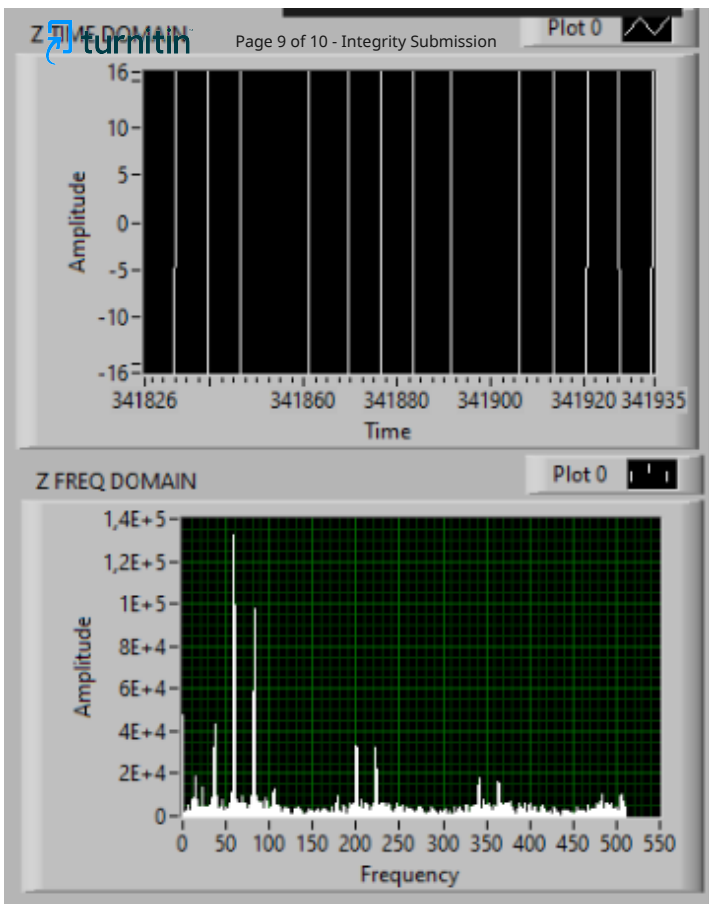 Z TIME DOMAIN
turnitin
Page 9 of 10 - Integrity Submission
Plot 0
16
10
5
0
-5
-10
-16
Amplitude
341826 341860 341880 341900 341920 341935
Time
Z FREQ DOMAIN
Plot 0
1,4E+5
1,2E+5
1E+5
8E+4
6E+4
4E+4
2E+4
0
Amplitude
0 50 100 150 200 250 300 350 400 450 500 550
Frequency